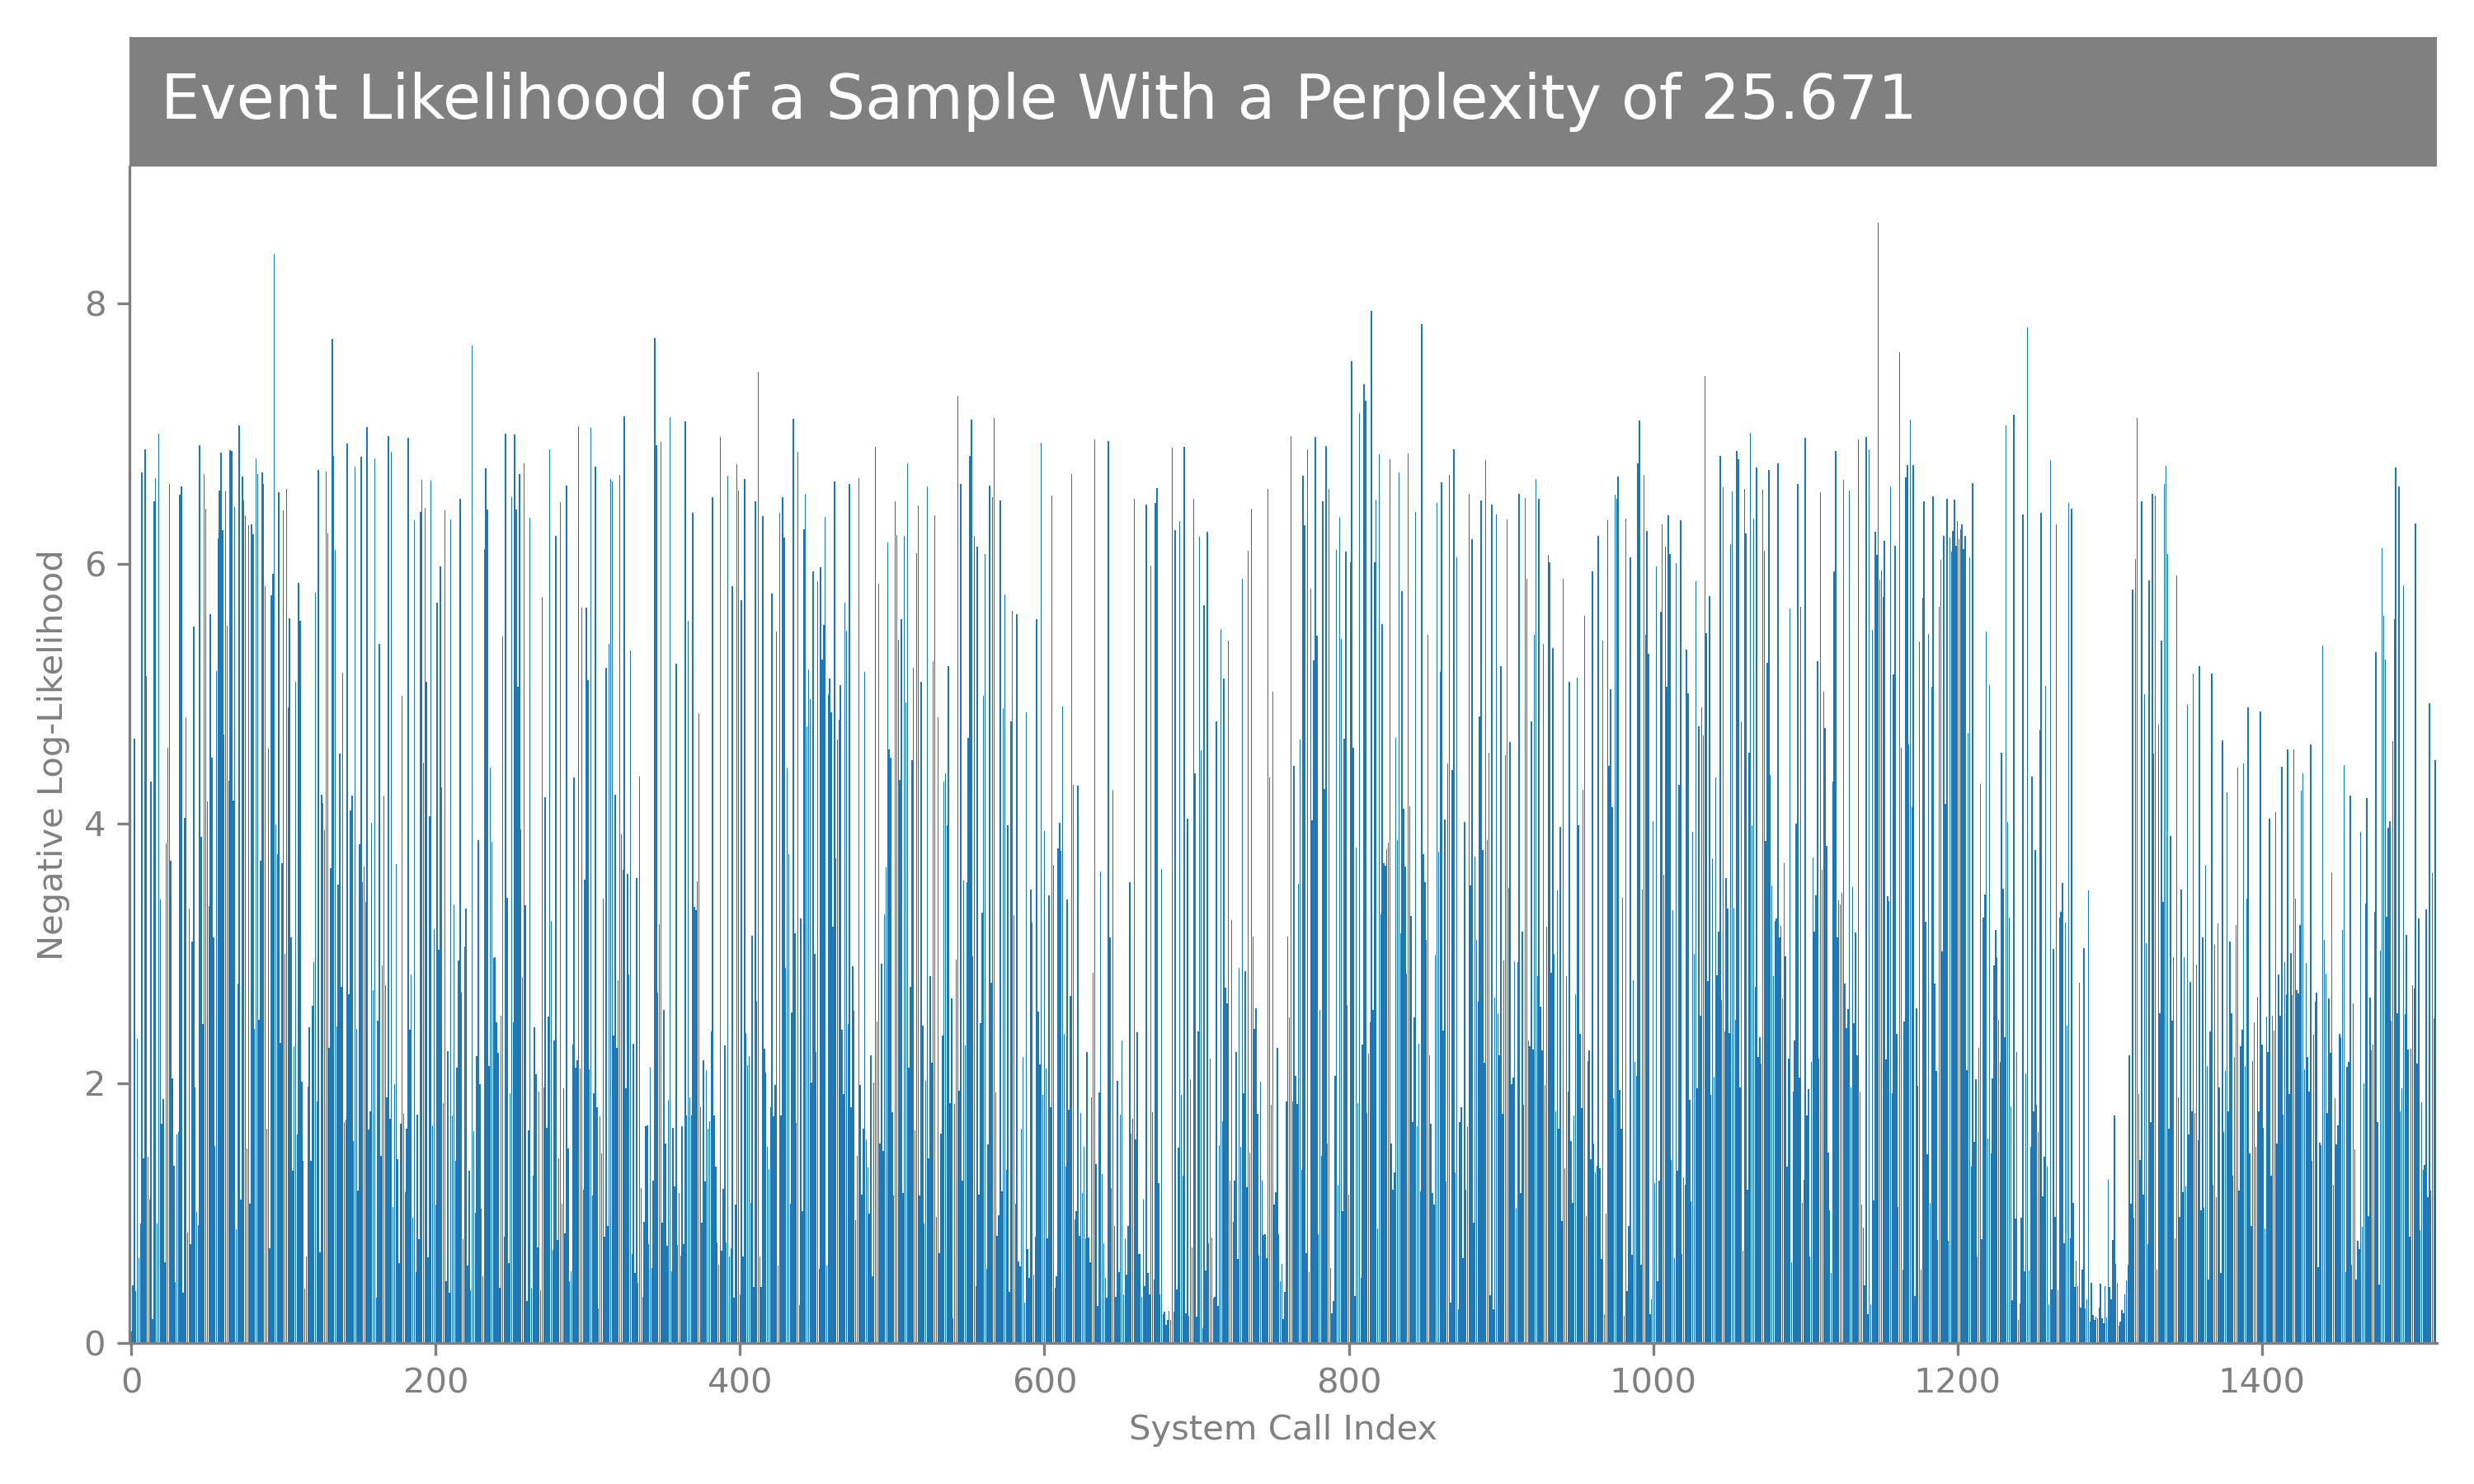 Event Likelihood of a Sample With a Perplexity of 25.671
Negative Log-Likelihood
8
6
4
2
0
0 200 400 600 800 1000 1200 1400
System Call Index